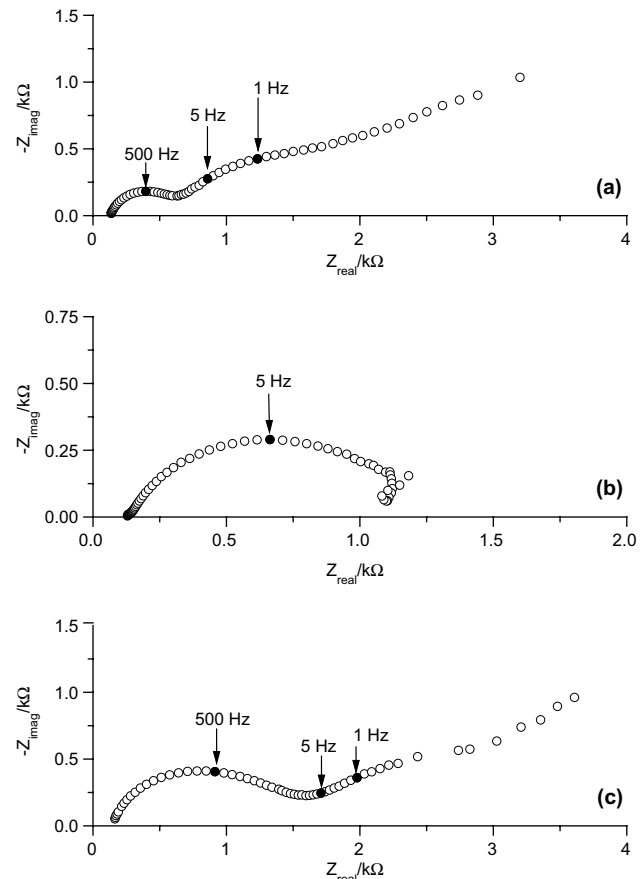 1.5
1.0
0.5
0.0
-Z_imag/kΩ
500 Hz
5 Hz
1 Hz
(a)
0 1 2 3 4
Z_real/kΩ
0.75
0.50
0.25
0.00
-Z_imag/kΩ
5 Hz
(b)
0.0 0.5 1.0 1.5 2.0
Z_real/kΩ
1.5
1.0
0.5
0.0
-Z_imag/kΩ
500 Hz
5 Hz
1 Hz
(c)
0 1 2 3 4
Z_real/kΩ